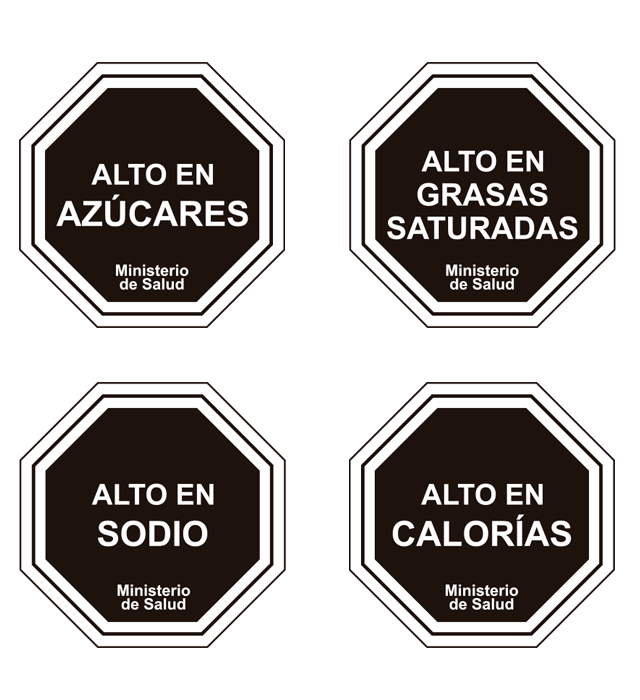 ALTO EN
AZÚCARES
Ministerio
de Salud
ALTO EN
GRASAS
SATURADAS
Ministerio
de Salud
ALTO EN
SODIO
Ministerio
de Salud
ALTO EN
CALORÍAS
Ministerio
de Salud